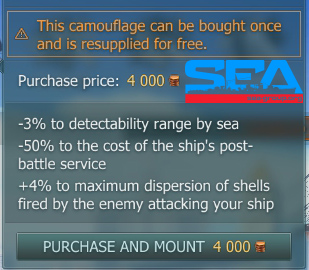 This camouflage can be bought once
and is resupplied for free.
Purchase price: 4 000
SEA
-3% to detectability range by sea
-50% to the cost of the ship's post-
battle service
+4% to maximum dispersion of shells
fired by the enemy attacking your ship
PURCHASE AND MOUNT 4 000